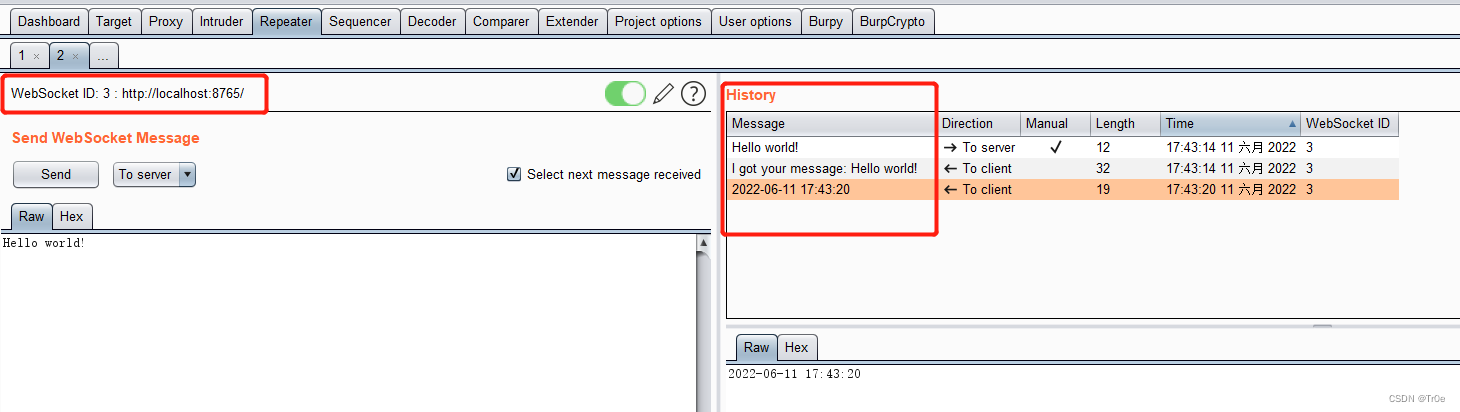 Dashboard Target Proxy Intruder Repeater Sequencer Decoder Comparer Extender Project options User options Burpy BurpCrypto
1 × 2 × ...
WebSocket ID: 3 : http://localhost:8765/
?
Send WebSocket Message
Send To server
Select next message received
Raw Hex
Hello world!
History
Message Direction Manual Length Time WebSocket ID
Hello world! → To server ✓ 12 17:43:14 11 六月 2022 3
I got your message: Hello world! ← To client 32 17:43:14 11 六月 2022 3
2022-06-11 17:43:20 ← To client 19 17:43:20 11 六月 2022 3
Raw Hex
2022-06-11 17:43:20
CSDN @Tr0e